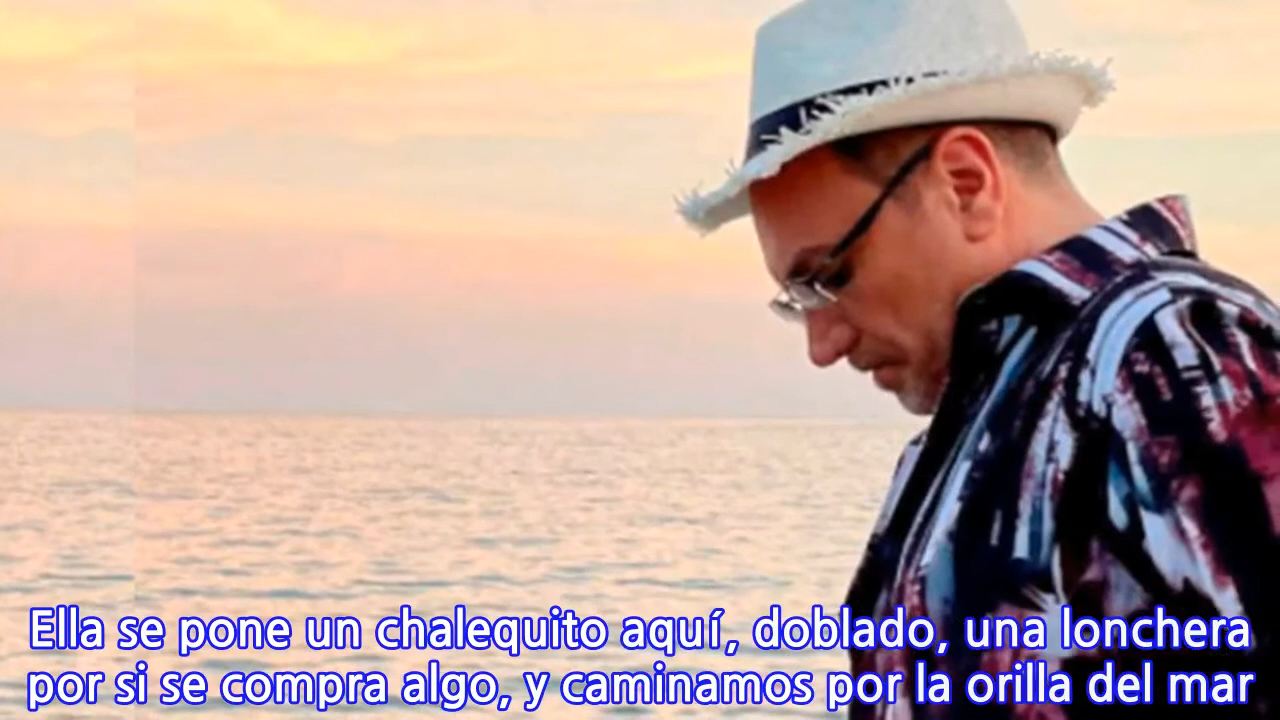 Ella se pone un chalequito aquí, doblado, una lonchera
por si se compra algo, y caminamos por la orilla del mar